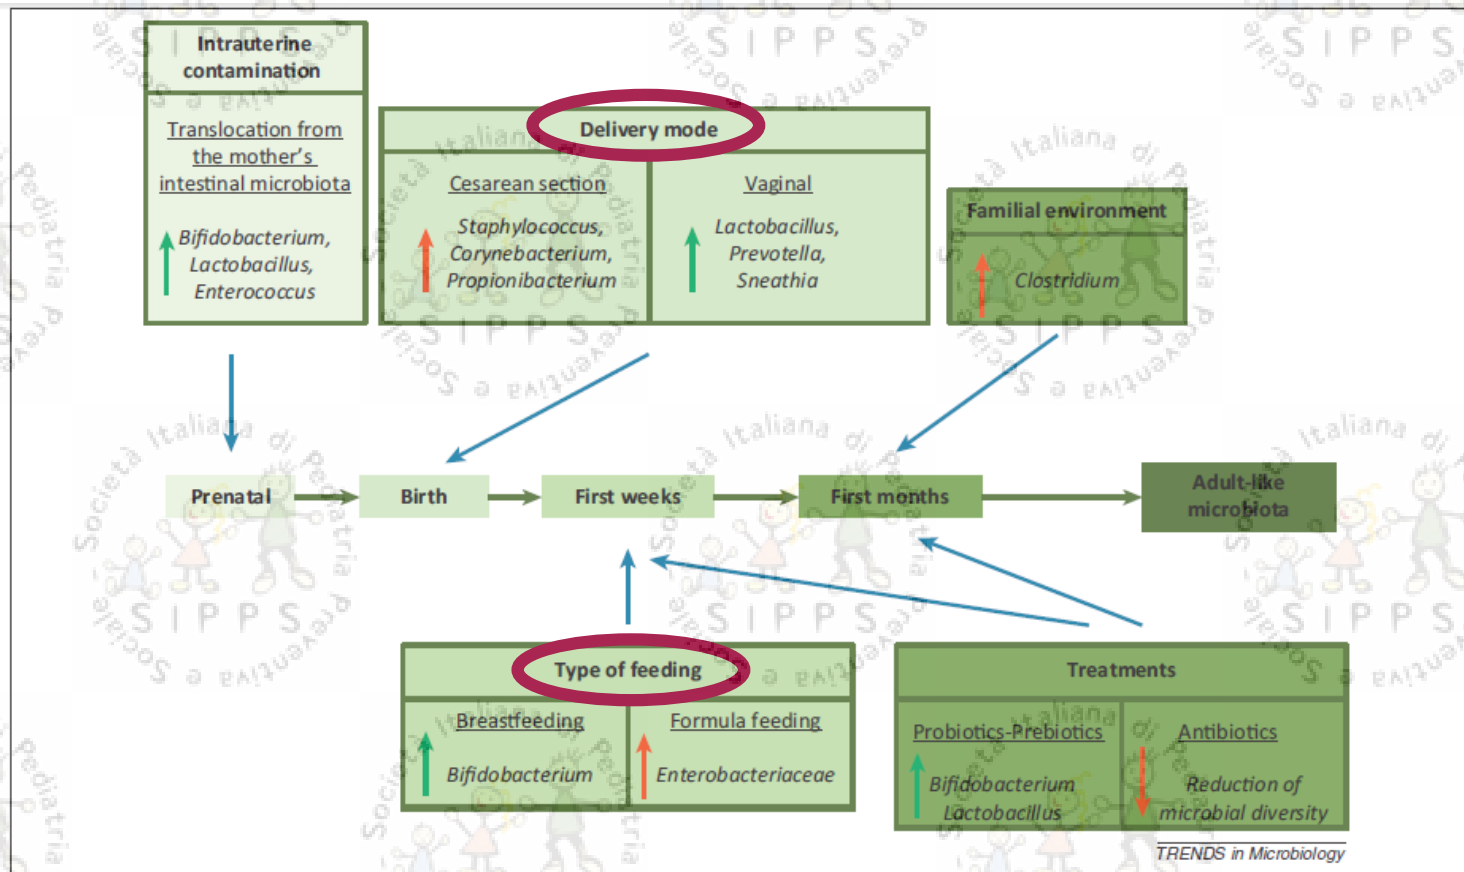 Intrauterine
contamination
Translocation from
the mother's
intestinal microbiota
Bifidobacterium,
Lactobacillus,
Enterococcus
Delivery mode
Cesarean section
Staphylococcus,
Corynebacterium,
Propionibacterium
Vaginal
Lactobacillus,
Prevotella,
Sneathia
Familial environment
Clostridium
Prenatal
Birth
First weeks
First months
Adult-like
microbiota
Type of feeding
Breastfeeding
Bifidobacterium
Formula feeding
Enterobacteriaceae
Treatments
Probiotics-Prebiotics
Bifidobacterium
Lactobacillus
Antibiotics
Reduction of
microbial diversity
TRENDS in Microbiology
Società Italiana di Pediatria Preventiva e Sociale
SIPPS